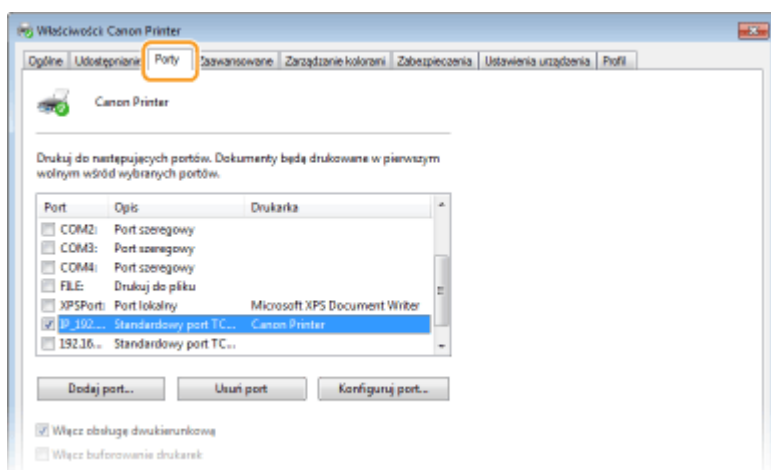 Właściwości: Canon Printer
Ogólne Udostępnianie Porty Zaawansowane Zarządzanie kolorami Zabezpieczenia Ustawienia urządzenia Profil
Canon Printer
Drukuj do następujących portów. Dokumenty będą drukowane w pierwszym
wolnym wśród wybranych portów.
Port Opis Drukarka
COM2: Port szeregowy
COM3: Port szeregowy
COM4: Port szeregowy
FILE: Drukuj do pliku
XPSPort: Port lokalny Microsoft XPS Document Writer
IP_192.... Standardowy port TC... Canon Printer
192.16... Standardowy port TC...
Dodaj port... Usuń port Konfiguruj port...
Włącz obsługę dwukierunkową
Włącz buforowanie drukarek